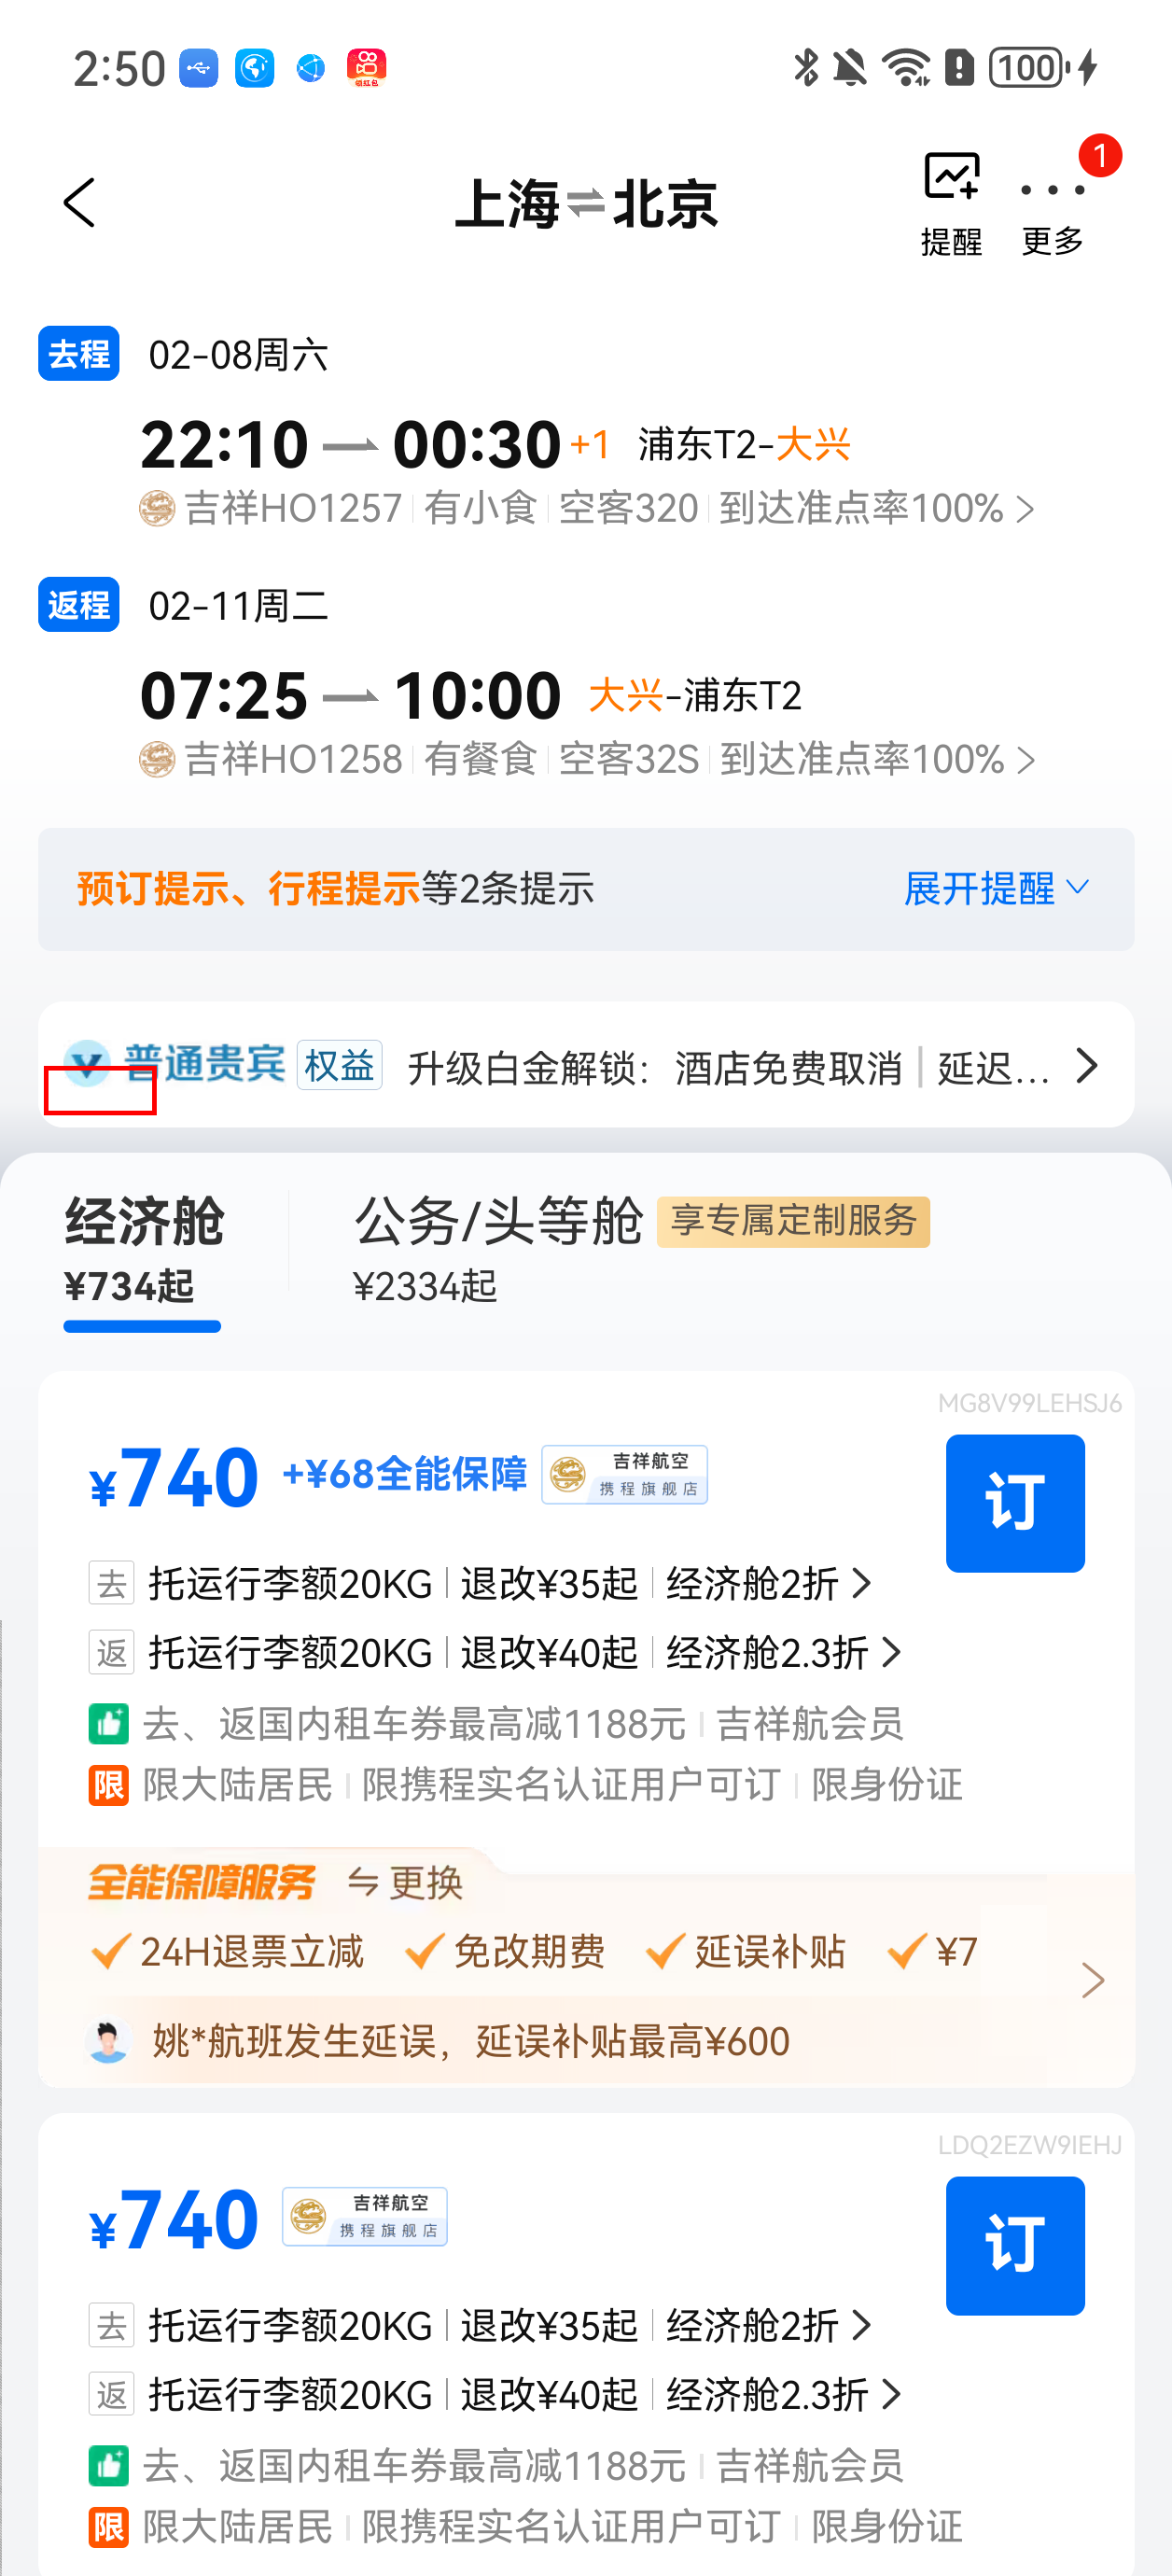 2:50
领红包
100
上海⇌北京
提醒
更多
1
去程 02-08周六
22:10 00:30 +1 浦东T2-大兴
吉祥HO1257 有小食 空客320 到达准点率100%
返程 02-11周二
07:25 10:00 大兴-浦东T2
吉祥HO1258 有餐食 空客32S 到达准点率100%
预订提示、行程提示等2条提示 展开提醒
普通贵宾 权益 升级白金解锁：酒店免费取消 延迟...
经济舱 公务/头等舱 享专属定制服务
¥734起 ¥2334起
MG8V99LEHSJ6
¥740 +¥68全能保障 吉祥航空
携程旗舰店
订
去 托运行李额20KG 退改¥35起 经济舱2折
返 托运行李额20KG 退改¥40起 经济舱2.3折
去、返国内租车券最高减1188元 吉祥航会员
限 限大陆居民 限携程实名认证用户可订 限身份证
全能保障服务 更换
24H退票立减 免改期费 延误补贴 ¥7
姚*航班发生延误，延误补贴最高¥600
LDQ2EZW9IEHJ
¥740 吉祥航空
携程旗舰店
订
去 托运行李额20KG 退改¥35起 经济舱2折
返 托运行李额20KG 退改¥40起 经济舱2.3折
去、返国内租车券最高减1188元 吉祥航会员
限 限大陆居民 限携程实名认证用户可订 限身份证